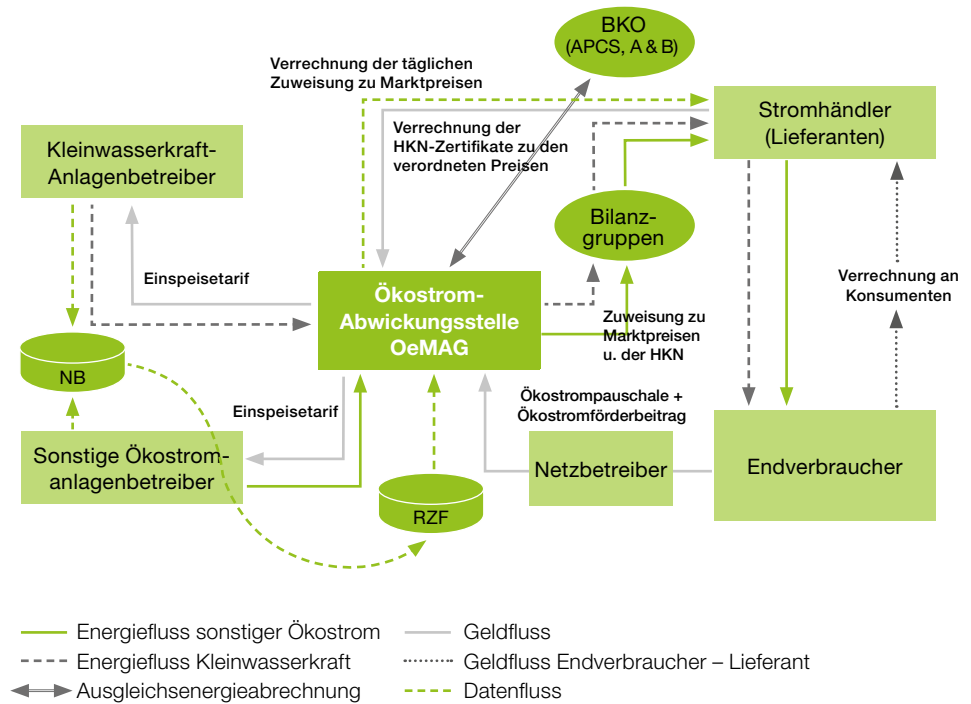 BKO
(APCS, A & B)
Verrechnung der täglichen
Zuweisung zu Marktpreisen
Stromhändler
(Lieferanten)
Verrechnung der
HKN-Zertifikate zu den
verordneten Preisen
Kleinwasserkraft-
Anlagenbetreiber
Bilanz-
gruppen
Einspeisetarif
Verrechnung an
Konsumenten
Ökostrom-
Abwickungsstelle
OeMAG
Zuweisung zu
Marktpreisen
u. der HKN
NB
Ökostrompauschale +
Ökostromförderbeitrag
Einspeisetarif
Sonstige Ökostrom-
anlagenbetreiber
Netzbetreiber
Endverbraucher
RZF
Energiefluss sonstiger Ökostrom
Geldfluss
Energiefluss Kleinwasserkraft
Geldfluss Endverbraucher – Lieferant
Ausgleichsenergieabrechnung
Datenfluss